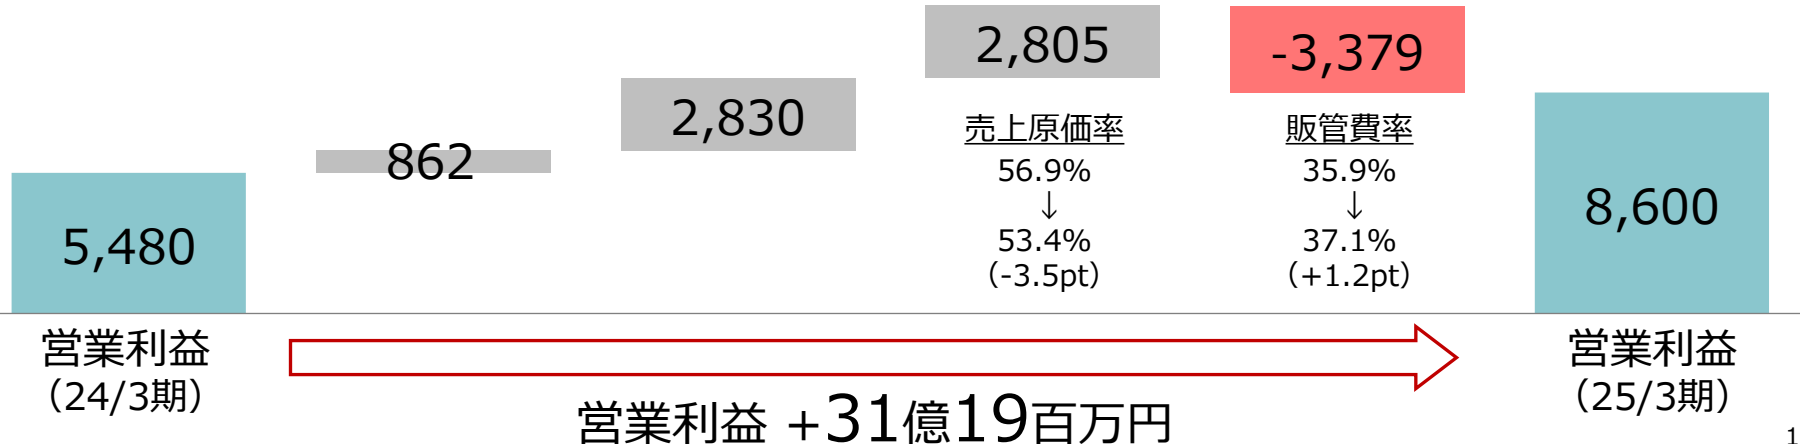 5,480
862
2,830
2,805
売上原価率
56.9%
↓
53.4%
（-3.5pt）
-3,379
販管費率
35.9%
↓
37.1%
（+1.2pt）
8,600
営業利益
（24/3期）
営業利益 +31億19百万円
営業利益
（25/3期）
1